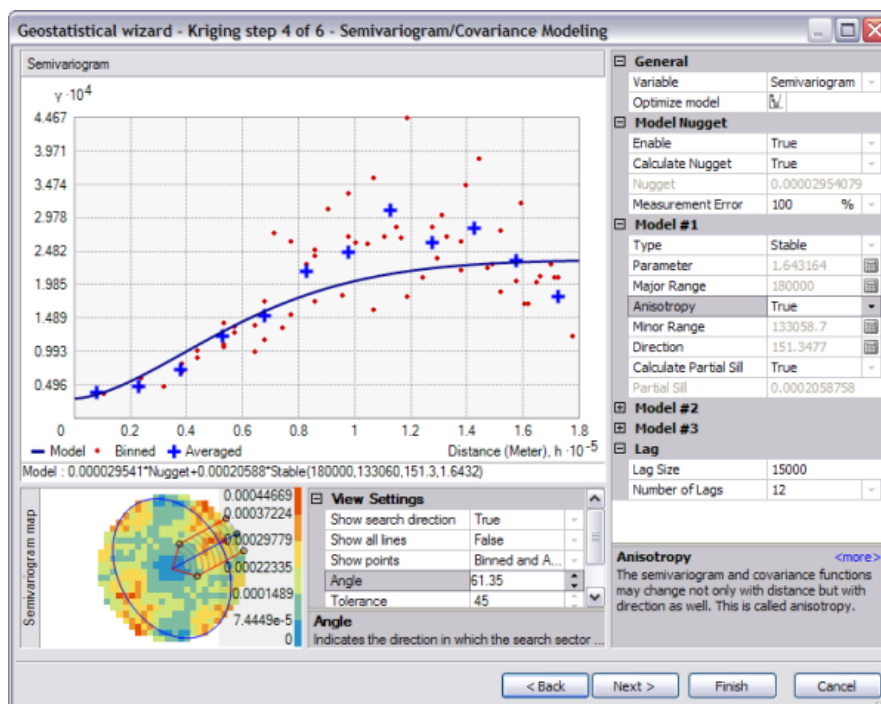 Geostatistical wizard - Kriging step 4 of 6 - Semivariogram/Covariance Modeling
Semivariogram
γ ·10⁴
4.467
3.971
3.474
2.978
2.482
1.985
1.489
0.993
0.496
0 0.2 0.4 0.6 0.8 1 1.2 1.4 1.6 1.8
Model Binned Averaged Distance (Meter), h ·10⁻⁵
Model : 0.000029541*Nugget+0.00020588*Stable(180000,133060,151.3,1.6432)
General
Variable Semivariogram
Optimize model
Model Nugget
Enable True
Calculate Nugget True
Nugget 0.00002954079
Measurement Error 100 %
Model #1
Type Stable
Parameter 1.643164
Major Range 180000
Anisotropy True
Minor Range 133058.7
Direction 151.3477
Calculate Partial Sill True
Partial Sill 0.0002058758
Model #2
Model #3
Lag
Lag Size 15000
Number of Lags 12
Semivariogram map
0.00044669
0.00037224
0.00029779
0.00022335
0.0001489
7.4449e-5
0
View Settings
Show search direction True
Show all lines False
Show points Binned and A...
Angle 61.35
Tolerance 45
Angle
Indicates the direction in which the search sector ...
Anisotropy <more>
The semivariogram and covariance functions
may change not only with distance but with
direction as well. This is called anisotropy.
< Back Next > Finish Cancel